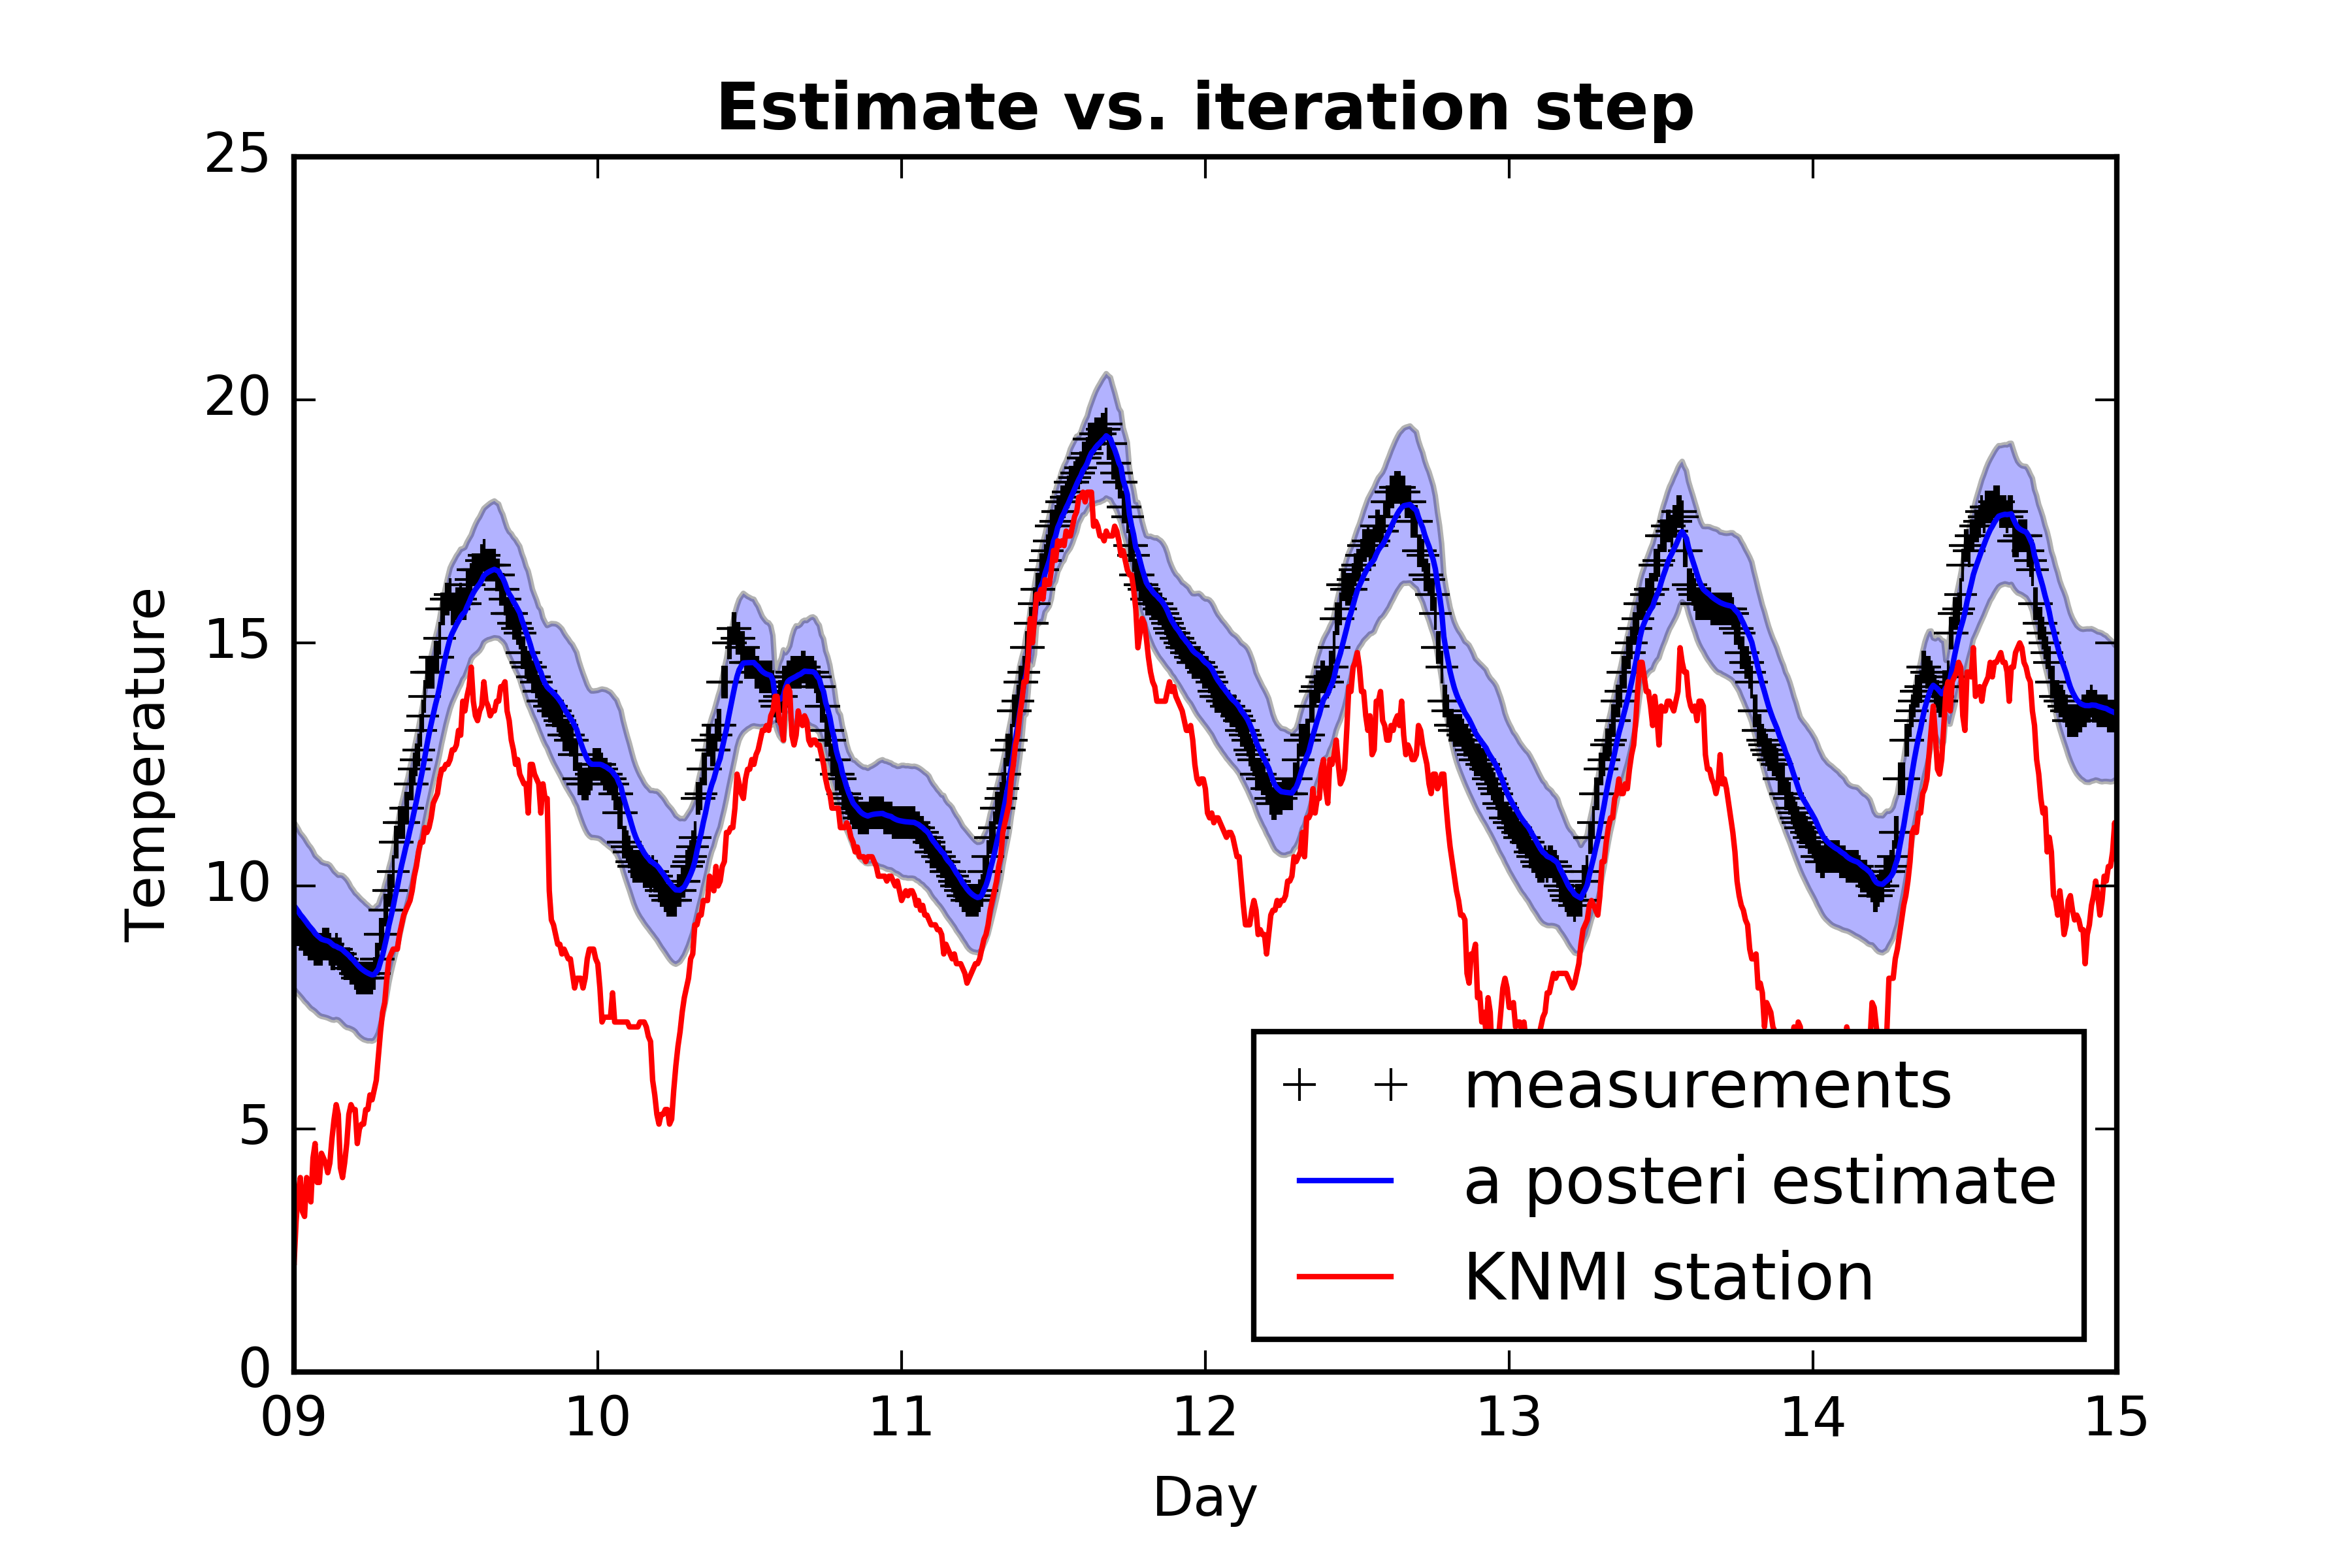 Estimate vs. iteration step
25
20
15
10
5
0
Temperature
09 10 11 12 13 14 15
Day
measurements
a posteri estimate
KNMI station